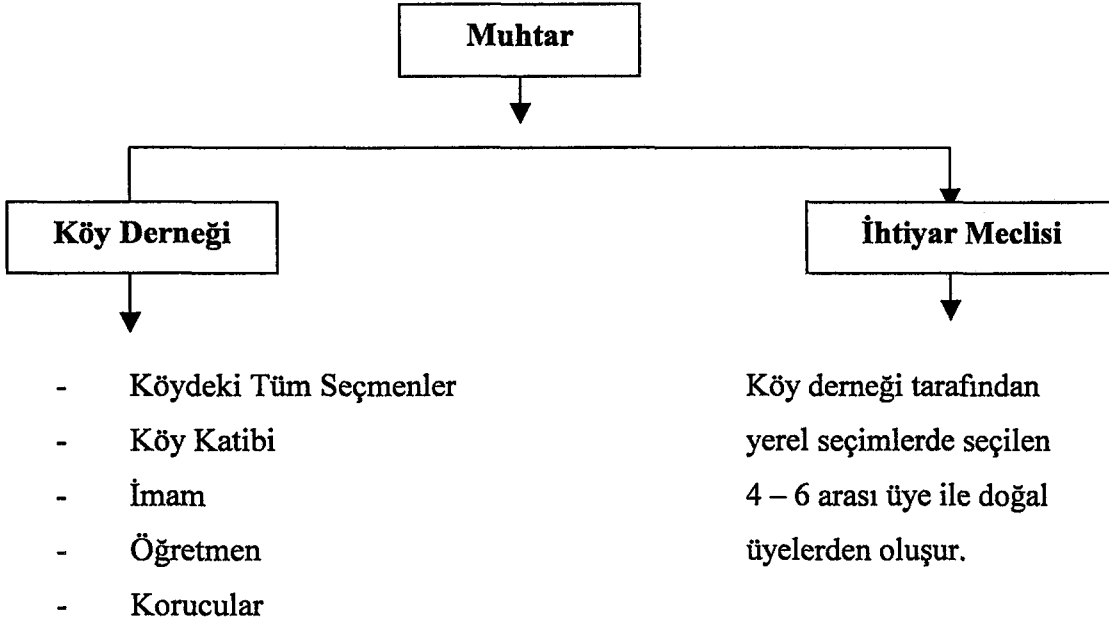 Muhtar
Köy Derneği
İhtiyar Meclisi
- Köydeki Tüm Seçmenler
- Köy Katibi
- İmam
- Öğretmen
- Korucular
Köy derneği tarafından
yerel seçimlerde seçilen
4 – 6 arası üye ile doğal
üyelerden oluşur.